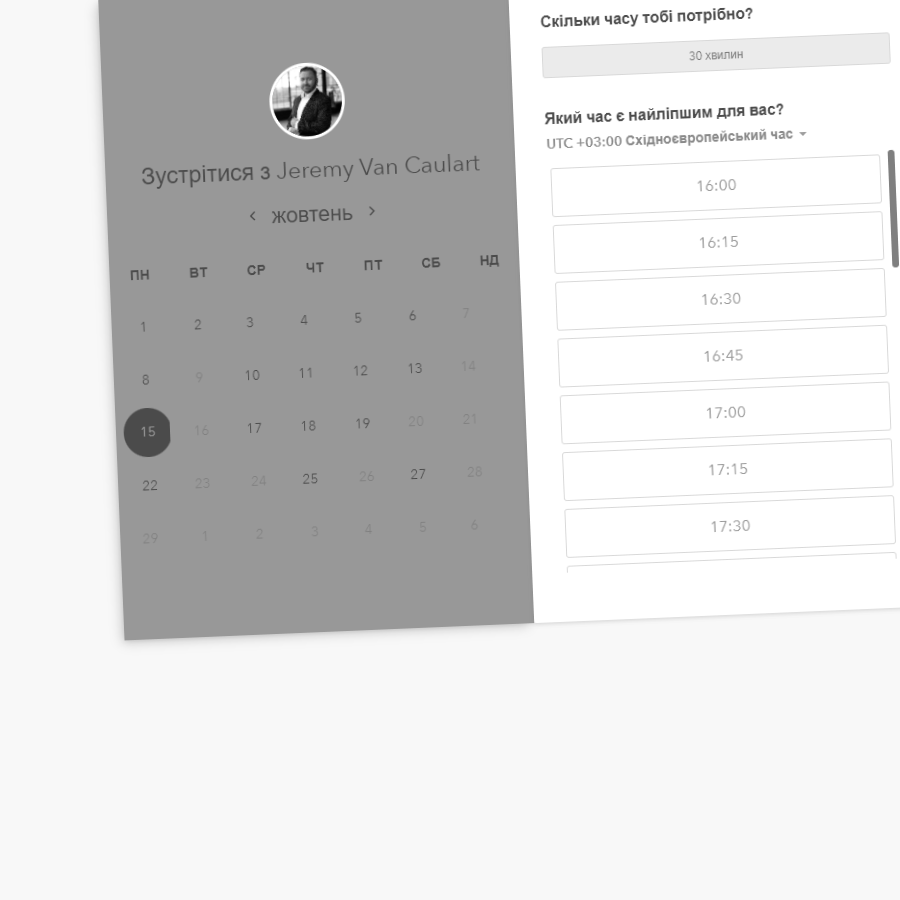 Зустрітися з Jeremy Van Caulart
‹ жовтень ›
ПН ВТ СР ЧТ ПТ СБ НД
1 2 3 4 5 6 7
8 9 10 11 12 13 14
15 16 17 18 19 20 21
22 23 24 25 26 27 28
29 1 2 3 4 5 6
Скільки часу тобі потрібно?
30 хвилин
Який час є найліпшим для вас?
UTC +03:00 Східноєвропейський час
16:00
16:15
16:30
16:45
17:00
17:15
17:30